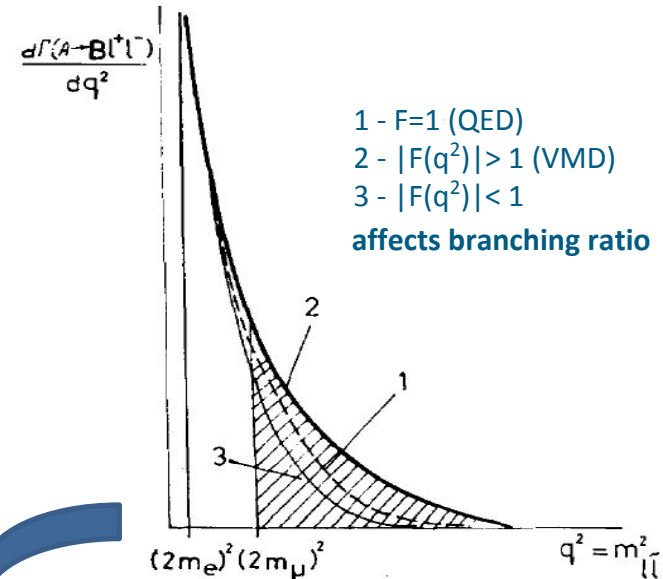 dΓ(A→Bl⁺l⁻)
dq²
1 - F=1 (QED)
2 - |F(q²)|> 1 (VMD)
3 - |F(q²)|< 1
affects branching ratio
2
1
3
(2mₑ)² (2m_μ)²
q² = m²_l̄l̄